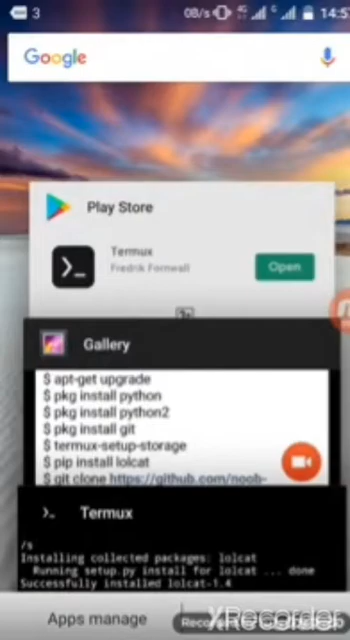 3 0B/s 4G G 14:5
Google
Play Store
Termux
Fredrik Fornwall
Open
Gallery
$ apt-get upgrade
$ pkg install python
$ pkg install python2
$ pkg install git
$ termux-setup-storage
$ pip install lolcat
$ git clone https://github.com/noob-
Termux
/s
Installing collected packages: lolcat
Running setup.py install for lolcat ... done
Successfully installed lolcat-1.4
Apps manage
XRecorder